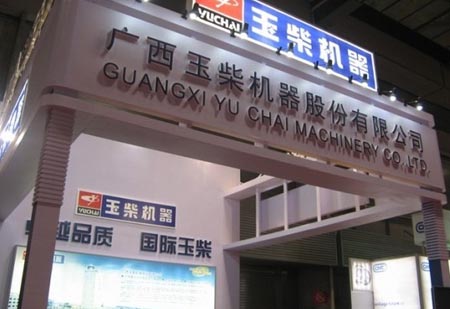 YUCHAI 玉柴机器
广西玉柴机器股份有限公司
GUANGXI YU CHAI MACHINERY CO.,LTD.
YUCHAI 玉柴机器
越品质 国际玉柴